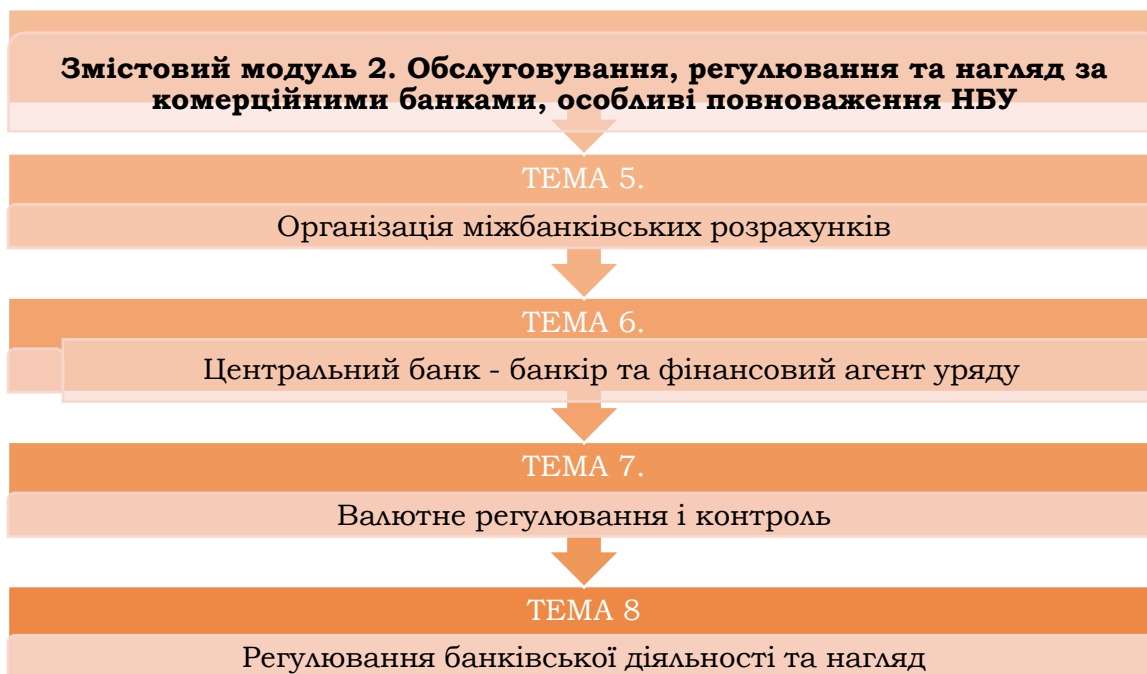 Змістовий модуль 2. Обслуговування, регулювання та нагляд за
комерційними банками, особливі повноваження НБУ
ТЕМА 5.
Організація міжбанківських розрахунків
ТЕМА 6.
Центральний банк - банкір та фінансовий агент уряду
ТЕМА 7.
Валютне регулювання і контроль
ТЕМА 8
Регулювання банківської діяльності та нагляд